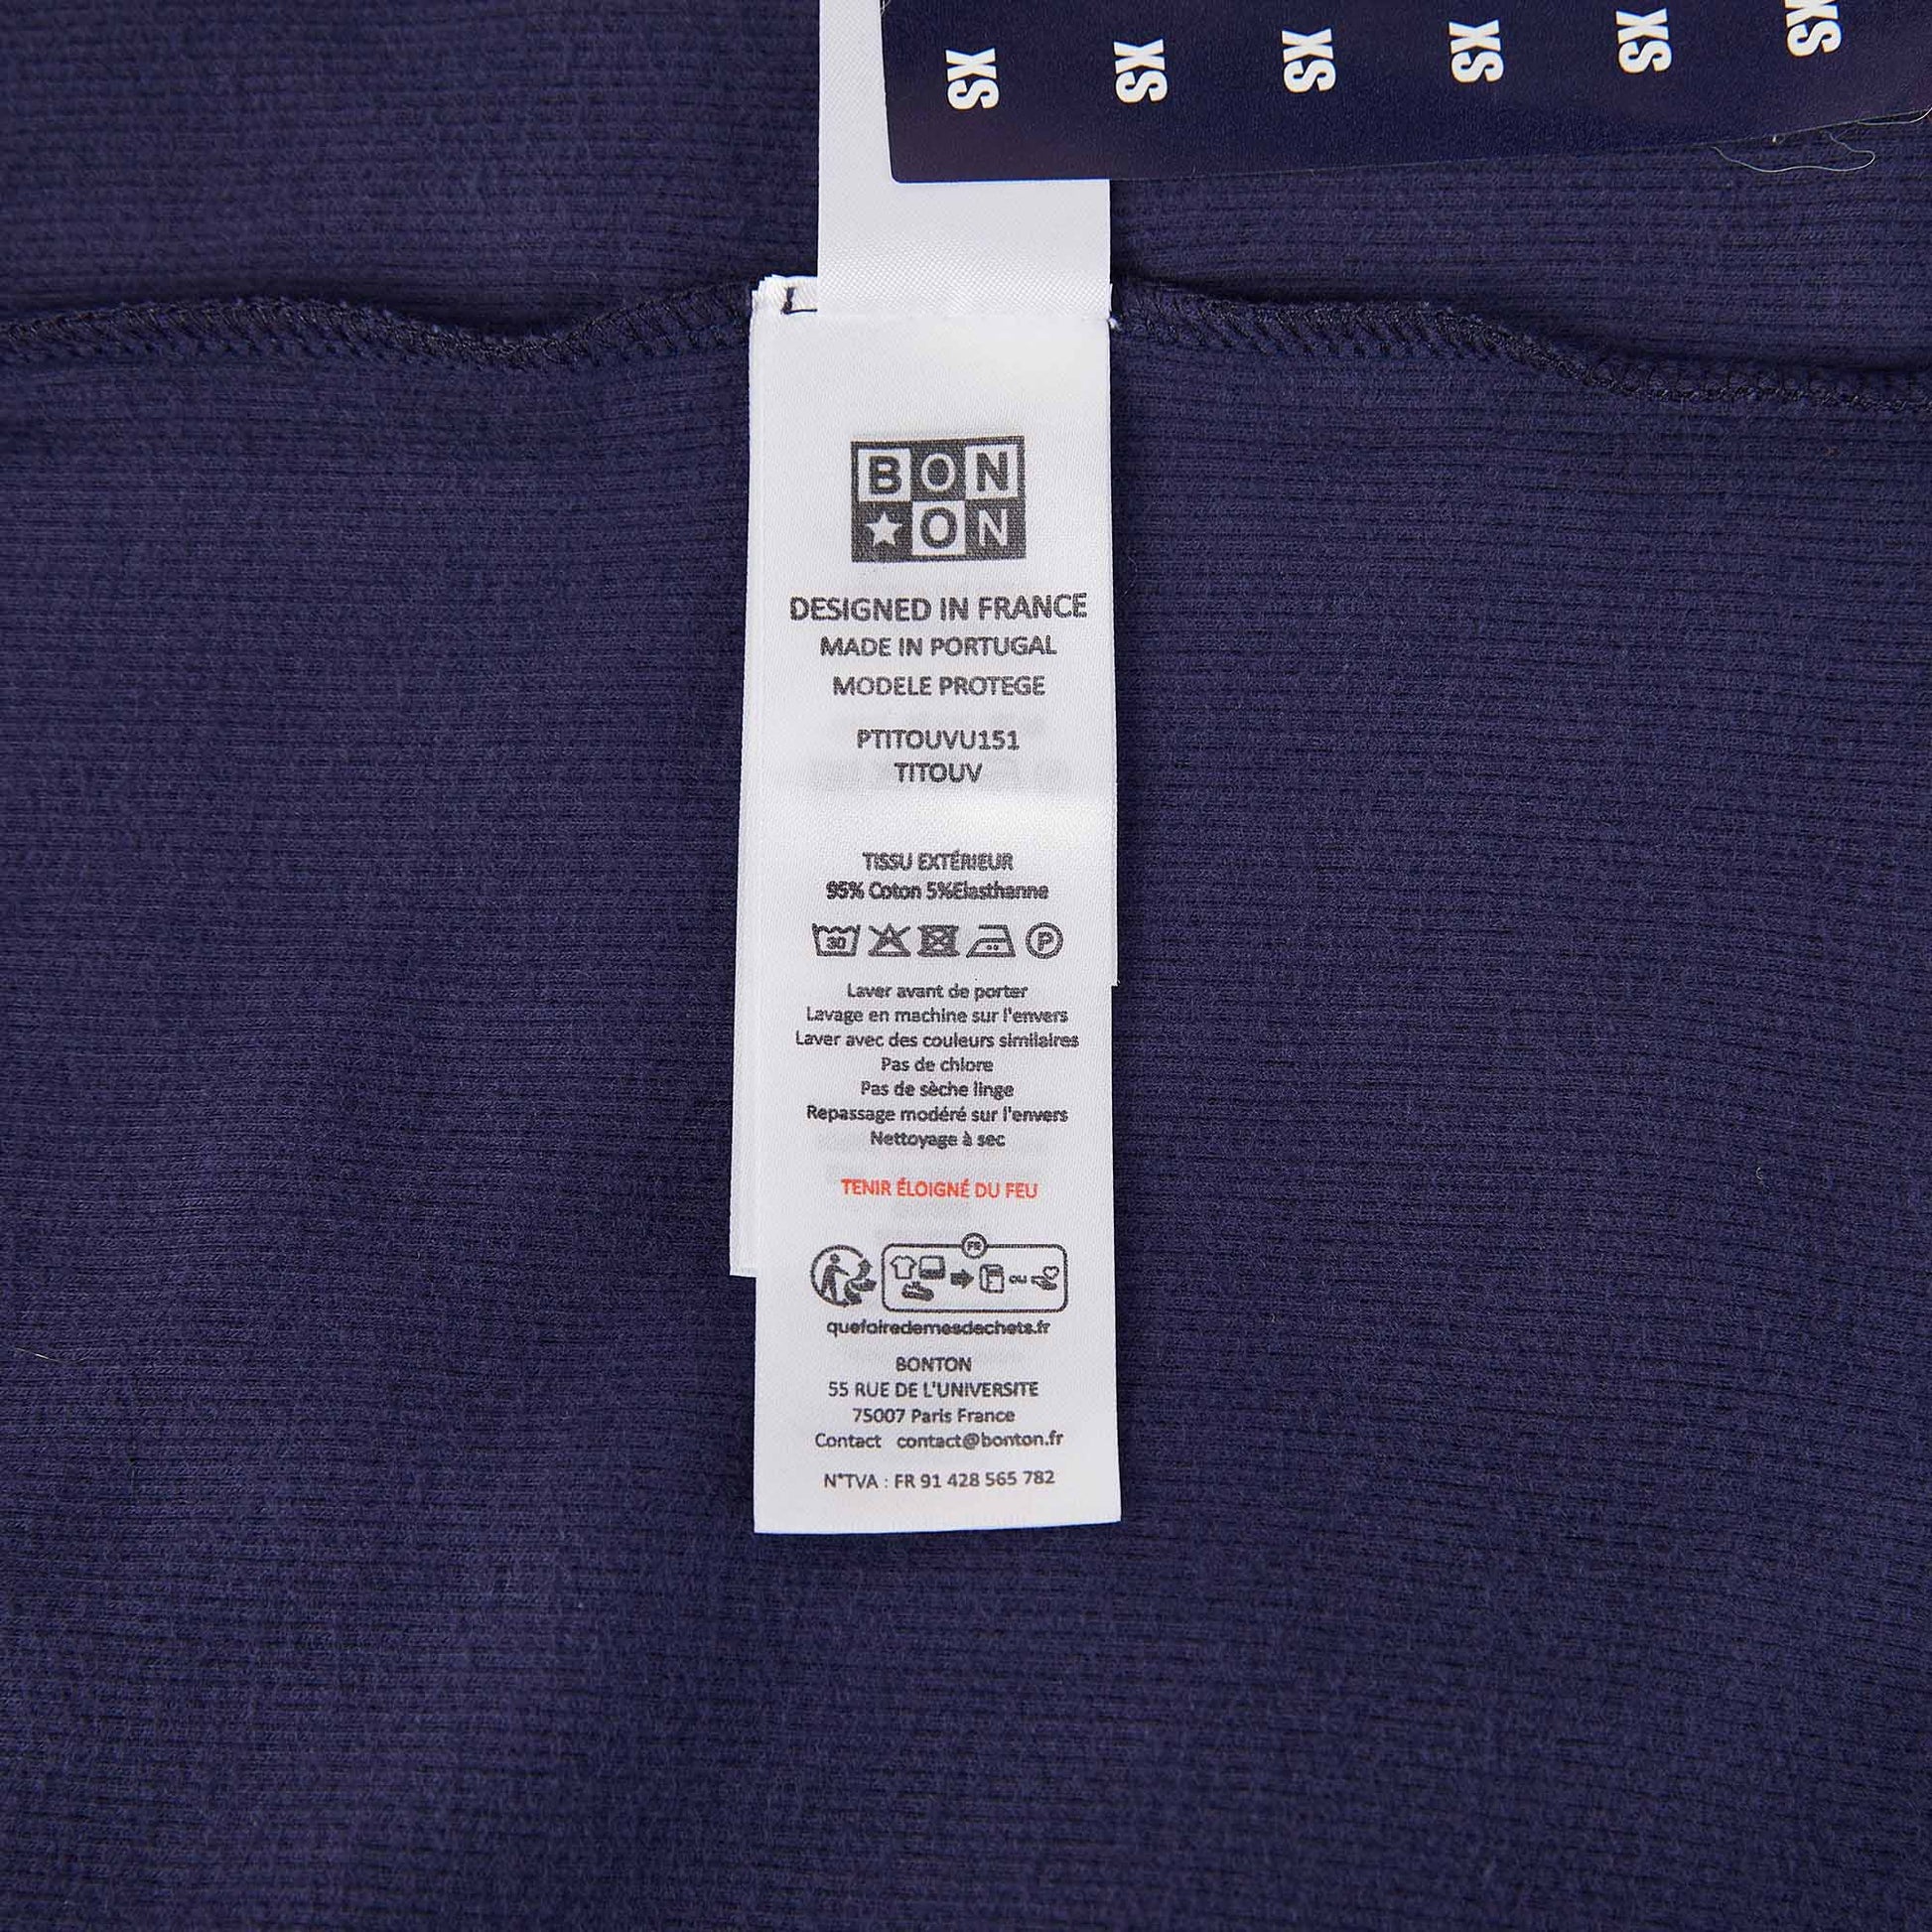 XS XS XS XS XS XS
BON
TON
DESIGNED IN FRANCE
MADE IN PORTUGAL
MODELE PROTEGE
PTITOUVU151
TITOUV
TISSU EXTÉRIEUR
95% Coton 5%Elasthanne
30 P
Laver avant de porter
Lavage en machine sur l'envers
Laver avec des couleurs similaires
Pas de chlore
Pas de sèche linge
Repassage modéré sur l'envers
Nettoyage à sec
TENIR ÉLOIGNÉ DU FEU
FR
ou
quefairedemesdechets.fr
BONTON
55 RUE DE L'UNIVERSITE
75007 Paris France
Contact contact@bonton.fr
N°TVA : FR 91 428 565 782